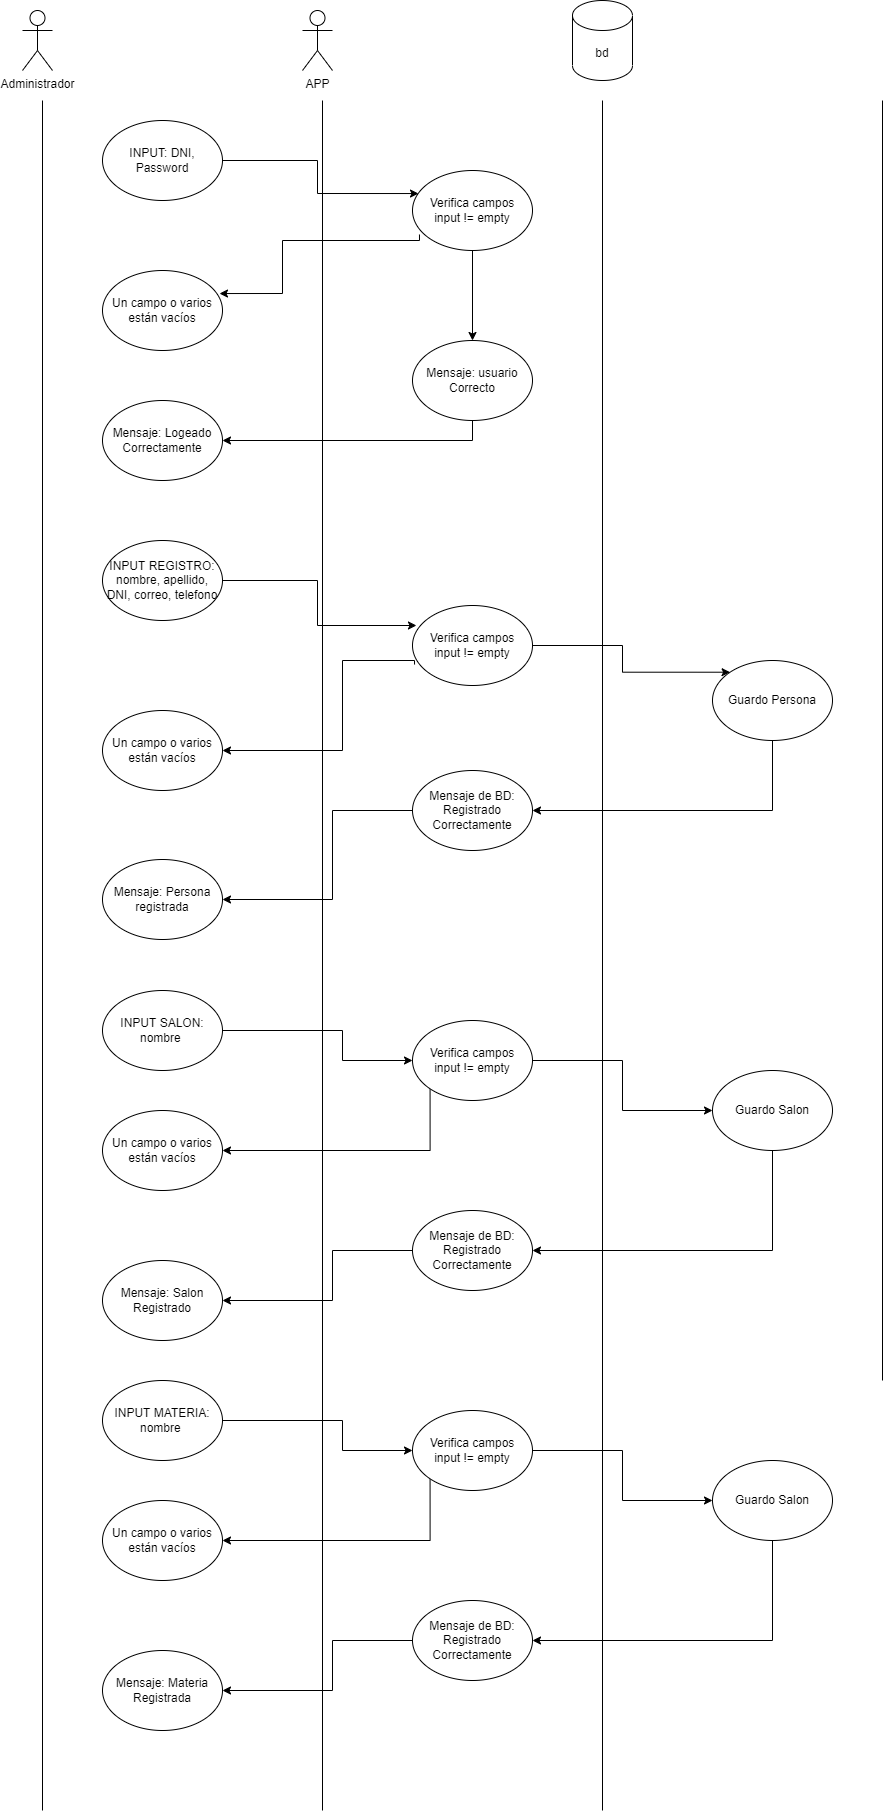 Administrador
APP
bd
INPUT: DNI,
Password
Verifica campos
input != empty
Un campo o varios
están vacíos
Mensaje: usuario
Correcto
Mensaje: Logeado
Correctamente
INPUT REGISTRO:
nombre, apellido,
DNI, correo, telefono
Verifica campos
input != empty
Guardo Persona
Un campo o varios
están vacíos
Mensaje de BD:
Registrado
Correctamente
Mensaje: Persona
registrada
INPUT SALON:
nombre
Verifica campos
input != empty
Guardo Salon
Un campo o varios
están vacíos
Mensaje de BD:
Registrado
Correctamente
Mensaje: Salon
Registrado
INPUT MATERIA:
nombre
Verifica campos
input != empty
Guardo Salon
Un campo o varios
están vacíos
Mensaje de BD:
Registrado
Correctamente
Mensaje: Materia
Registrada